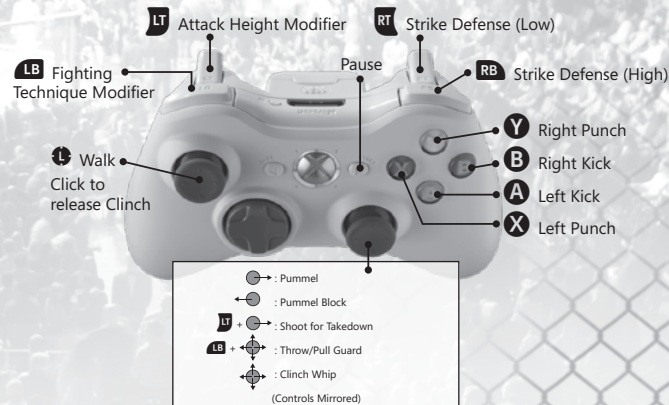 LT Attack Height Modifier
RT Strike Defense (Low)
LB Fighting
Technique Modifier
Pause
RB Strike Defense (High)
L Walk
Click to
release Clinch
Y Right Punch
B Right Kick
A Left Kick
X Left Punch
: Pummel
: Pummel Block
LT + : Shoot for Takedown
LB + : Throw/Pull Guard
: Clinch Whip
(Controls Mirrored)